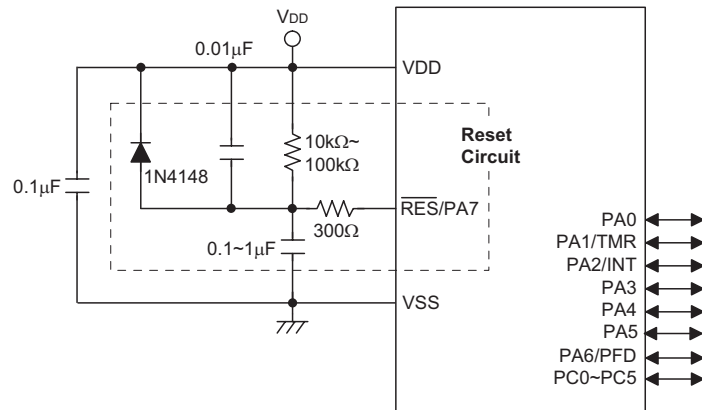 VDD
0.01μF
VDD
10kΩ~
100kΩ
Reset
Circuit
1N4148
0.1μF
RES/PA7
300Ω
0.1~1μF
VSS
PA0
PA1/TMR
PA2/INT
PA3
PA4
PA5
PA6/PFD
PC0~PC5